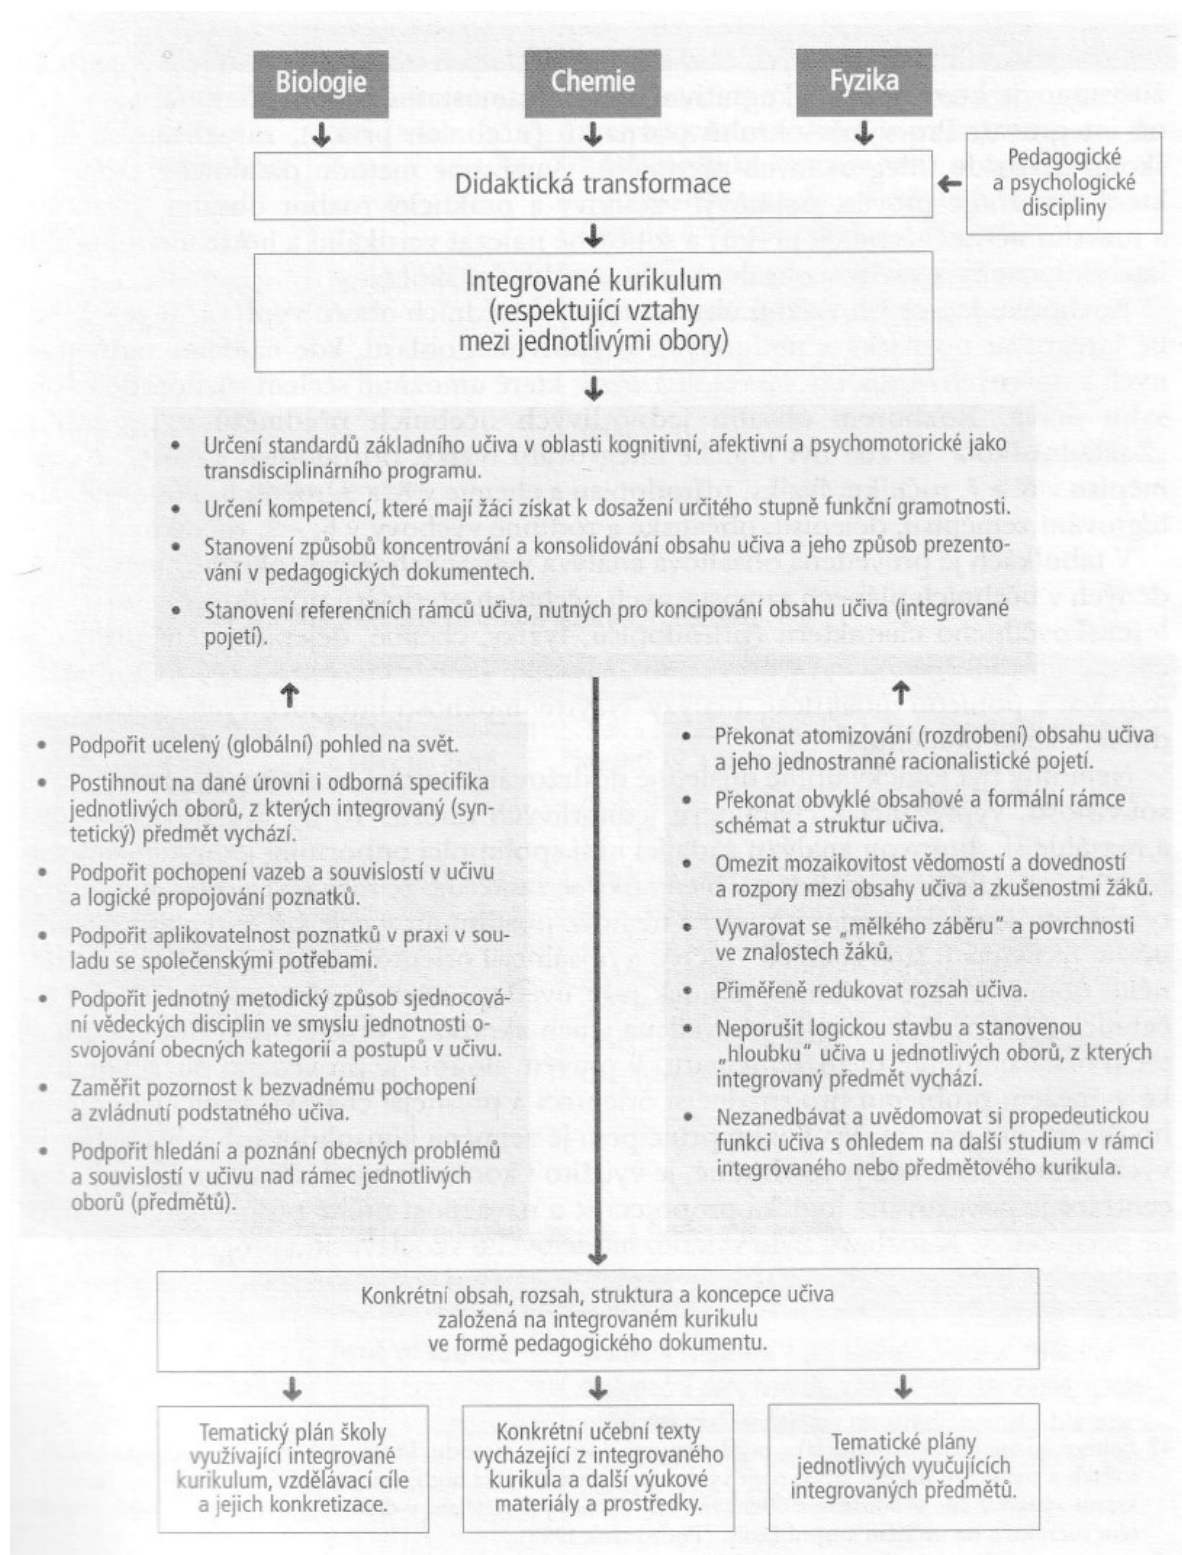 Biologie
Chemie
Fyzika
Didaktická transformace
Pedagogické
a psychologické
discipliny
Integrované kurikulum
(respektující vztahy
mezi jednotlivými obory)
• Určení standardů základního učiva v oblasti kognitivní, afektivní a psychomotorické jako
transdisciplinárního programu.
• Určení kompetencí, které mají žáci získat k dosažení určitého stupně funkční gramotnosti.
• Stanovení způsobů koncentrování a konsolidování obsahu učiva a jeho způsob prezento-
vání v pedagogických dokumentech.
• Stanovení referenčních rámců učiva, nutných pro koncipování obsahu učiva (integrované
pojetí).
• Podpořit ucelený (globální) pohled na svět.
• Postihnout na dané úrovni i odborná specifika
jednotlivých oborů, z kterých integrovaný (syn-
tetický) předmět vychází.
• Podpořit pochopení vazeb a souvislostí v učivu
a logické propojování poznatků.
• Podpořit aplikovatelnost poznatků v praxi v sou-
ladu se společenskými potřebami.
• Podpořit jednotný metodický způsob sjednocová-
ní vědeckých disciplin ve smyslu jednotnosti o-
svojování obecných kategorií a postupů v učivu.
• Zaměřit pozornost k bezvadnému pochopení
a zvládnutí podstatného učiva.
• Podpořit hledání a poznání obecných problémů
a souvislostí v učivu nad rámec jednotlivých
oborů (předmětů).
• Překonat atomizování (rozdrobení) obsahu učiva
a jeho jednostranné racionalistické pojetí.
• Překonat obvyklé obsahové a formální rámce
schémat a struktur učiva.
• Omezit mozaikovitost vědomostí a dovedností
a rozpory mezi obsahy učiva a zkušenostmi žáků.
• Vyvarovat se „mělkého záběru" a povrchnosti
ve znalostech žáků.
• Přiměřeně redukovat rozsah učiva.
• Neporušit logickou stavbu a stanovenou
„hloubku" učiva u jednotlivých oborů, z kterých
integrovaný předmět vychází.
• Nezanedbávat a uvědomovat si propedeutickou
funkci učiva s ohledem na další studium v rámci
integrovaného nebo předmětového kurikula.
Konkrétní obsah, rozsah, struktura a koncepce učiva
založená na integrovaném kurikulu
ve formě pedagogického dokumentu.
Tematický plán školy
využívající integrované
kurikulum, vzdělávací cíle
a jejich konkretizace.
Konkrétní učební texty
vycházející z integrovaného
kurikula a další výukové
materiály a prostředky.
Tematické plány
jednotlivých vyučujících
integrovaných předmětů.